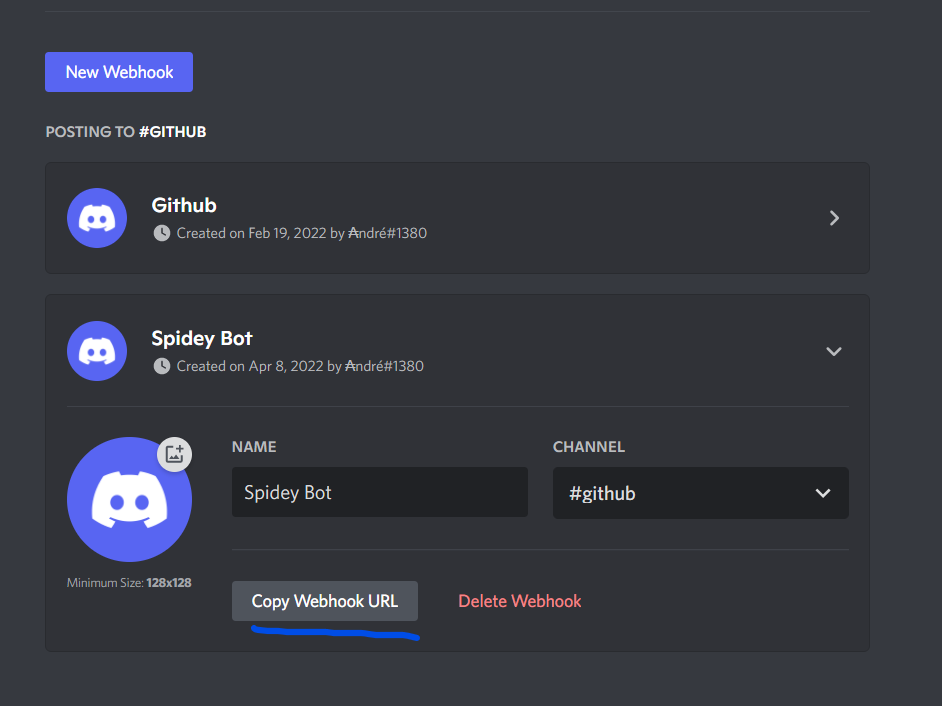 New Webhook
POSTING TO #GITHUB
Github
Created on Feb 19, 2022 by ₳ndré#1380
Spidey Bot
Created on Apr 8, 2022 by ₳ndré#1380
NAME
CHANNEL
Spidey Bot
#github
Minimum Size: 128x128
Copy Webhook URL
Delete Webhook